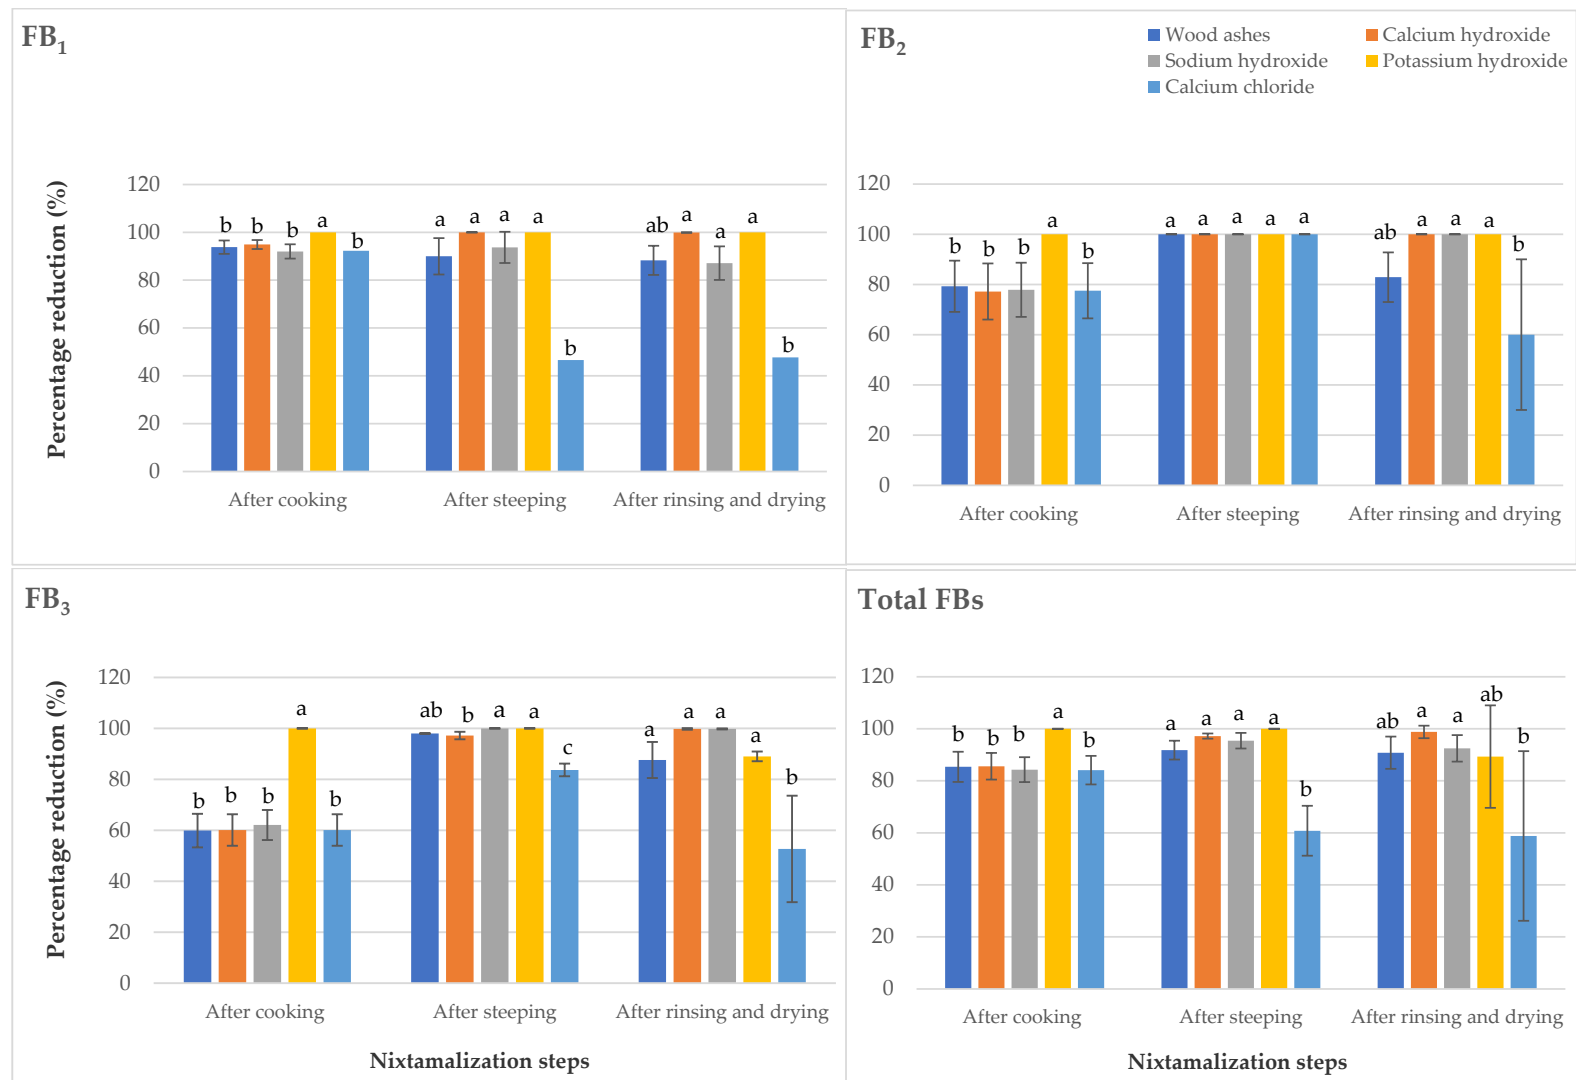 FB₁
Percentage reduction (%)
120
100
80
60
40
20
0
b b b a b
a a a a b
ab a a a b
After cooking After steeping After rinsing and drying
FB₂
Wood ashes Calcium hydroxide
Sodium hydroxide Potassium hydroxide
Calcium chloride
120
100
80
60
40
20
0
b b b a b
a a a a a
ab a a a b
After cooking After steeping After rinsing and drying
FB₃
Percentage reduction (%)
120
100
80
60
40
20
0
b b b a b
ab b a a c
a a a a b
After cooking After steeping After rinsing and drying
Nixtamalization steps
Total FBs
120
100
80
60
40
20
0
b b b a b
a a a a b
ab a a ab b
After cooking After steeping After rinsing and drying
Nixtamalization steps